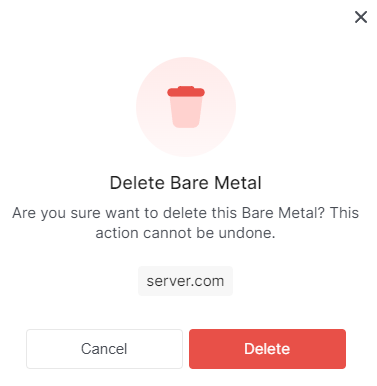 Delete Bare Metal
Are you sure want to delete this Bare Metal? This
action cannot be undone.
server.com
Cancel
Delete